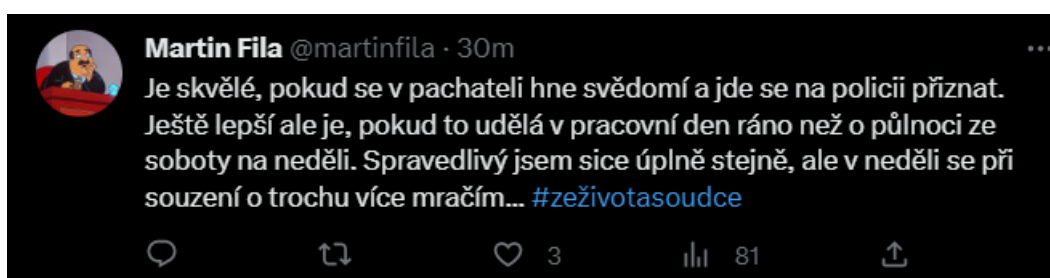 Martin Fila @martinfila · 30m
Je skvělé, pokud se v pachateli hne svědomí a jde se na policii přiznat.
Ještě lepší ale je, pokud to udělá v pracovní den ráno než o půlnoci ze
soboty na neděli. Spravedlivý jsem sice úplně stejně, ale v neděli se při
souzení o trochu více mračím... #zeživotasoudce
3 81